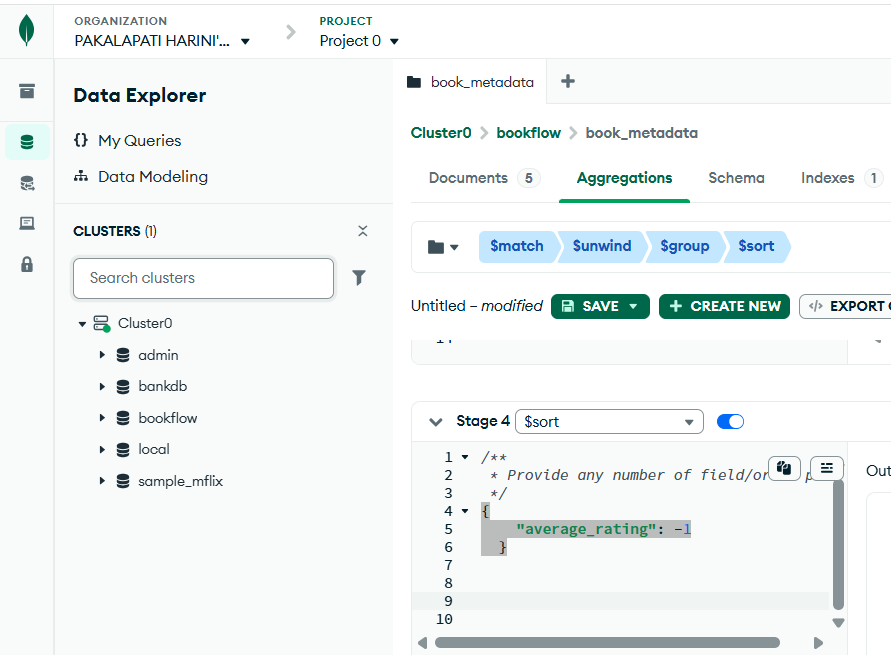 ORGANIZATION
PAKALAPATI HARINI'...
PROJECT
Project 0
Data Explorer
{} My Queries
Data Modeling
CLUSTERS (1)
Search clusters
Cluster0
admin
bankdb
bookflow
local
sample_mflix
book_metadata
+
Cluster0 > bookflow > book_metadata
Documents 5 Aggregations Schema Indexes 1
$match $unwind $group $sort
Untitled – modified SAVE + CREATE NEW </> EXPORT
Stage 4 $sort
1 /**
2 * Provide any number of field/or
3 */
4 {
5 "average_rating": -1
6 }
7
8
9
10
Out